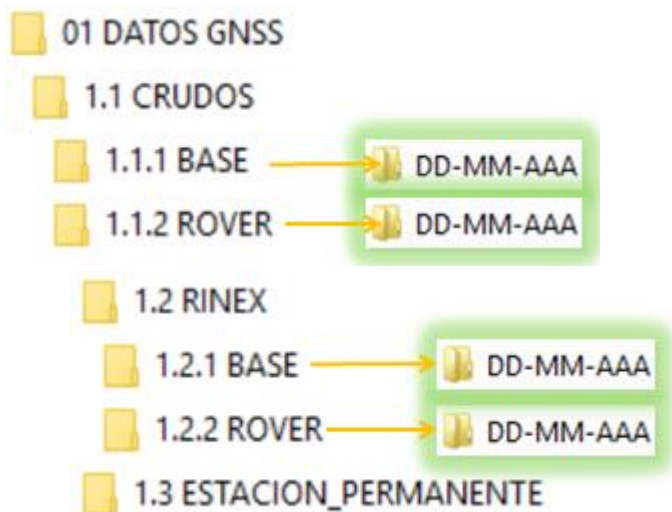 01 DATOS GNSS
1.1 CRUDOS
1.1.1 BASE DD-MM-AAA
1.1.2 ROVER DD-MM-AAA
1.2 RINEX
1.2.1 BASE DD-MM-AAA
1.2.2 ROVER DD-MM-AAA
1.3 ESTACION_PERMANENTE